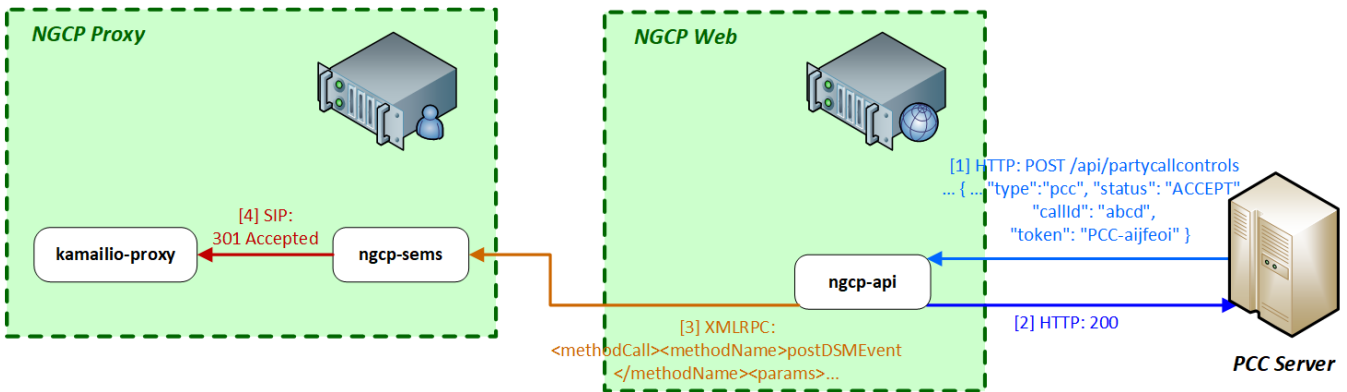 NGCP Proxy
NGCP Web
[1] HTTP: POST /api/partycallcontrols
... { ... "type":"pcc", "status": "ACCEPT"
"callId": "abcd",
"token": "PCC-aijfeoi" }
[4] SIP:
301 Accepted
kamailio-proxy
ngcp-sems
ngcp-api
[2] HTTP: 200
[3] XMLRPC:
<methodCall><methodName>postDSMEvent
</methodName><params>...
PCC Server